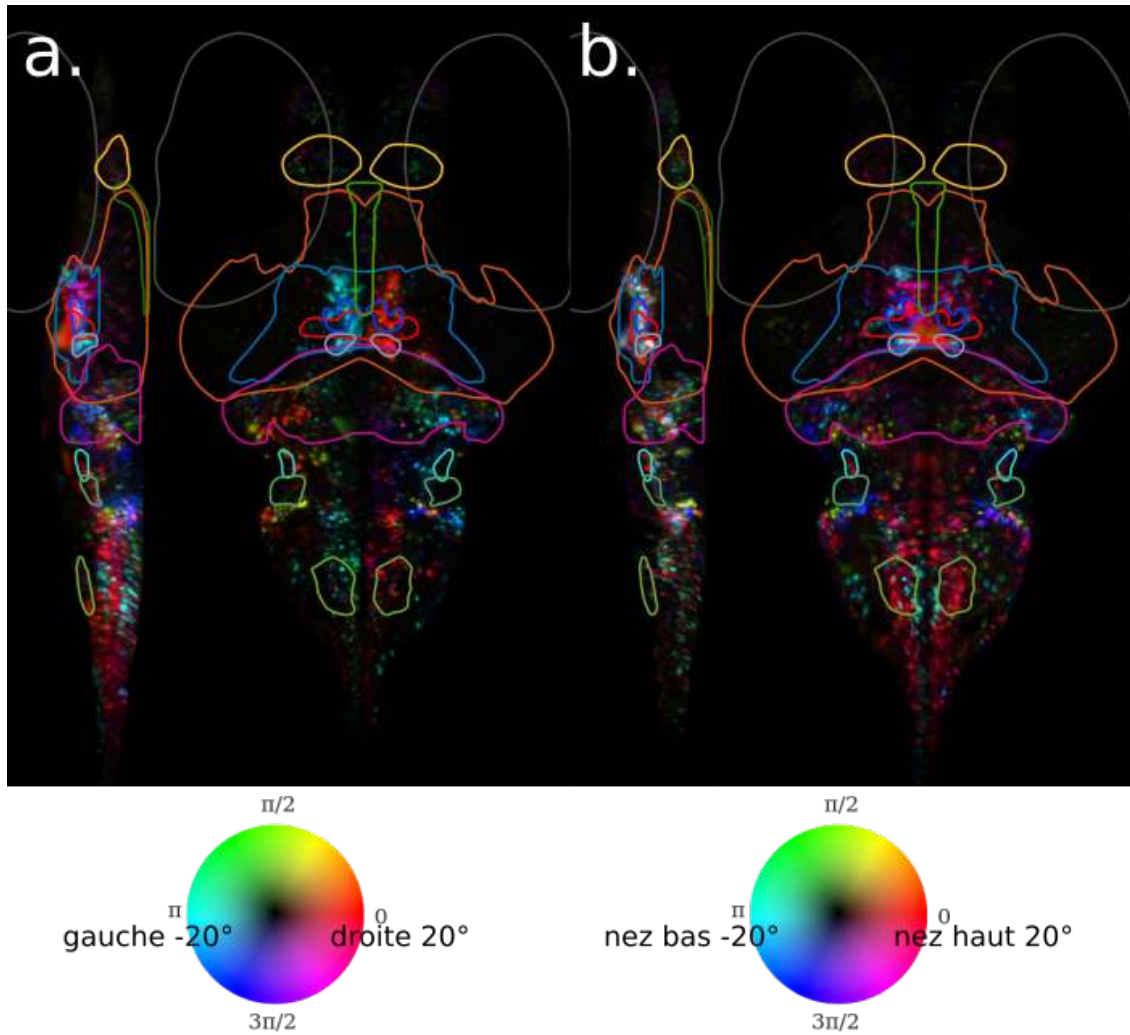 a. b.
π/2 π/2
π 0 π 0
gauche -20° droite 20° nez bas -20° nez haut 20°
3π/2 3π/2